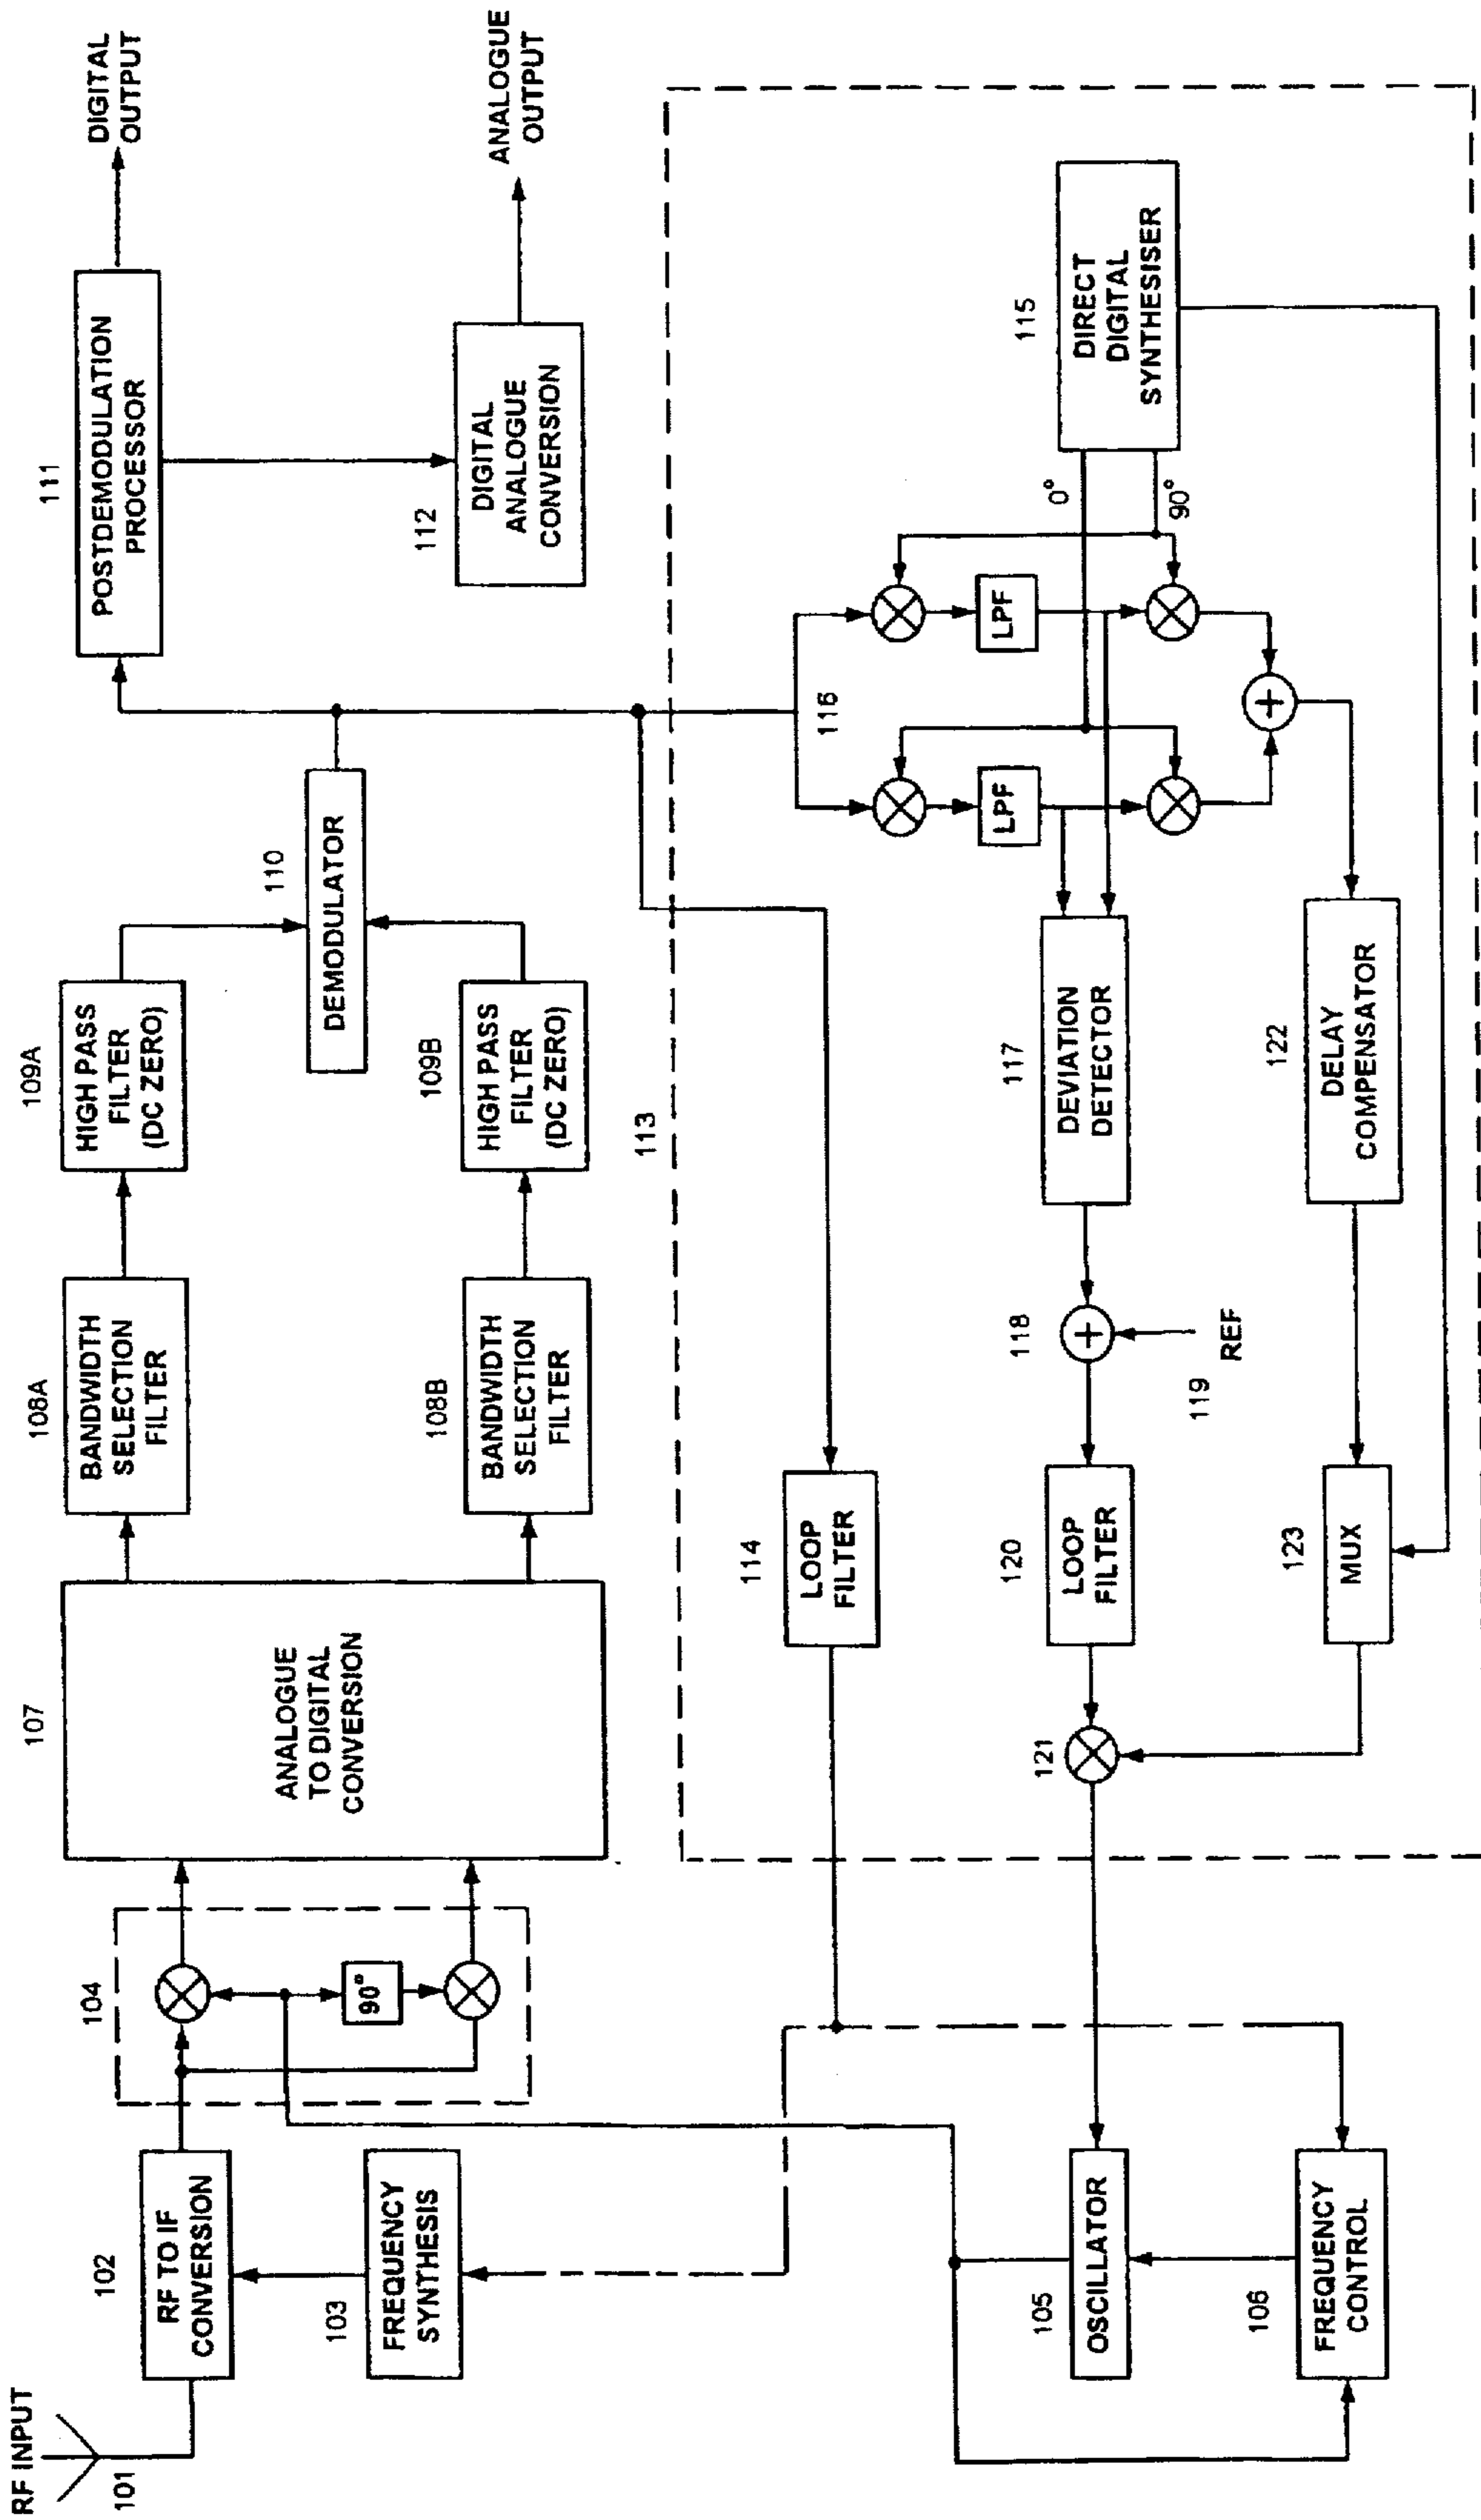 RF INPUT
101
102
RF TO IF
CONVERSION
103
FREQUENCY
SYNTHESIS
104
90°
105
OSCILLATOR
106
FREQUENCY
CONTROL
107
ANALOGUE
TO DIGITAL
CONVERSION
108A
BANDWIDTH
SELECTION
FILTER
108B
BANDWIDTH
SELECTION
FILTER
109A
HIGH PASS
FILTER
(DC ZERO)
109B
HIGH PASS
FILTER
(DC ZERO)
110
DEMODULATOR
111
POSTDEMODULATION
PROCESSOR
DIGITAL
OUTPUT
112
DIGITAL
ANALOGUE
CONVERSION
ANALOGUE
OUTPUT
113
114
LOOP
FILTER
115
DIRECT
DIGITAL
SYNTHESISER
0°
90°
116
LPF
LPF
117
DEVIATION
DETECTOR
118
+
119
REF
120
LOOP
FILTER
121
122
DELAY
COMPENSATOR
123
MUX
+